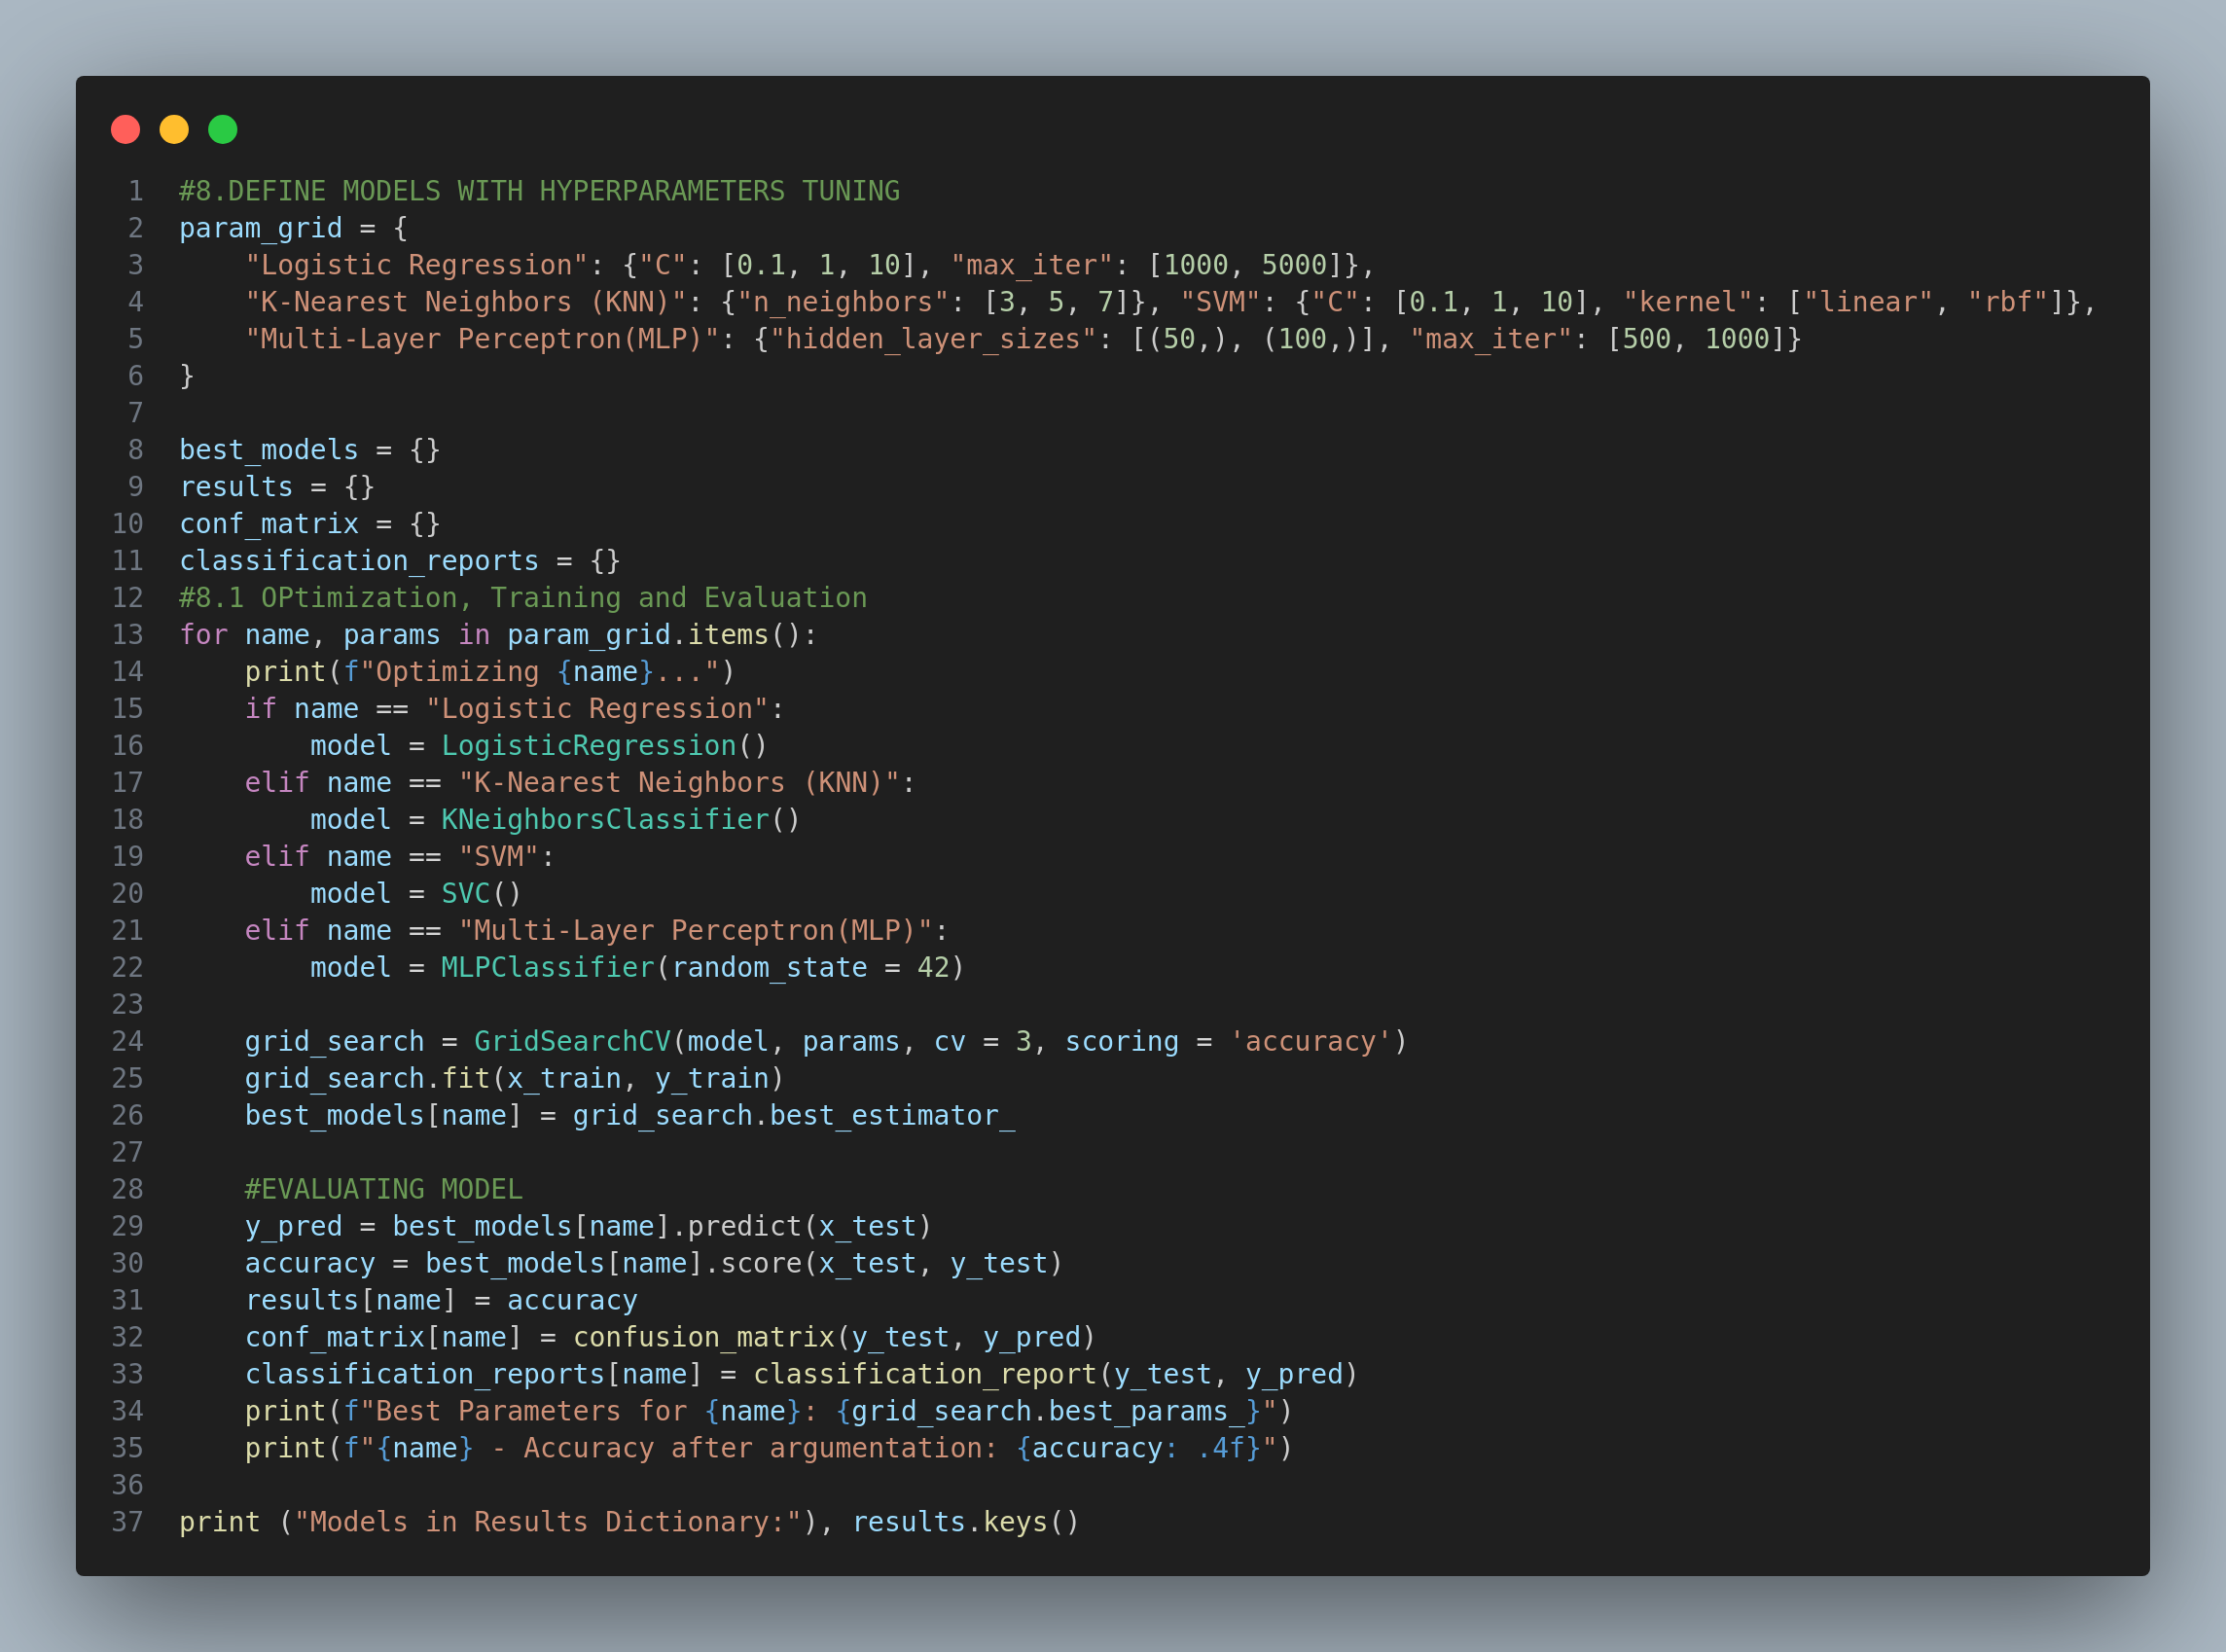 1 #8.DEFINE MODELS WITH HYPERPARAMETERS TUNING
2 param_grid = {
3     "Logistic Regression": {"C": [0.1, 1, 10], "max_iter": [1000, 5000]},
4     "K-Nearest Neighbors (KNN)": {"n_neighbors": [3, 5, 7]}, "SVM": {"C": [0.1, 1, 10], "kernel": ["linear", "rbf"]},
5     "Multi-Layer Perceptron(MLP)": {"hidden_layer_sizes": [(50,), (100,)], "max_iter": [500, 1000]}
6 }
7
8 best_models = {}
9 results = {}
10 conf_matrix = {}
11 classification_reports = {}
12 #8.1 OPtimization, Training and Evaluation
13 for name, params in param_grid.items():
14     print(f"Optimizing {name}...")
15     if name == "Logistic Regression":
16         model = LogisticRegression()
17     elif name == "K-Nearest Neighbors (KNN)":
18         model = KNeighborsClassifier()
19     elif name == "SVM":
20         model = SVC()
21     elif name == "Multi-Layer Perceptron(MLP)":
22         model = MLPClassifier(random_state = 42)
23
24     grid_search = GridSearchCV(model, params, cv = 3, scoring = 'accuracy')
25     grid_search.fit(x_train, y_train)
26     best_models[name] = grid_search.best_estimator_
27
28     #EVALUATING MODEL
29     y_pred = best_models[name].predict(x_test)
30     accuracy = best_models[name].score(x_test, y_test)
31     results[name] = accuracy
32     conf_matrix[name] = confusion_matrix(y_test, y_pred)
33     classification_reports[name] = classification_report(y_test, y_pred)
34     print(f"Best Parameters for {name}: {grid_search.best_params_}")
35     print(f"{name} - Accuracy after argumentation: {accuracy: .4f}")
36
37 print ("Models in Results Dictionary:"), results.keys()